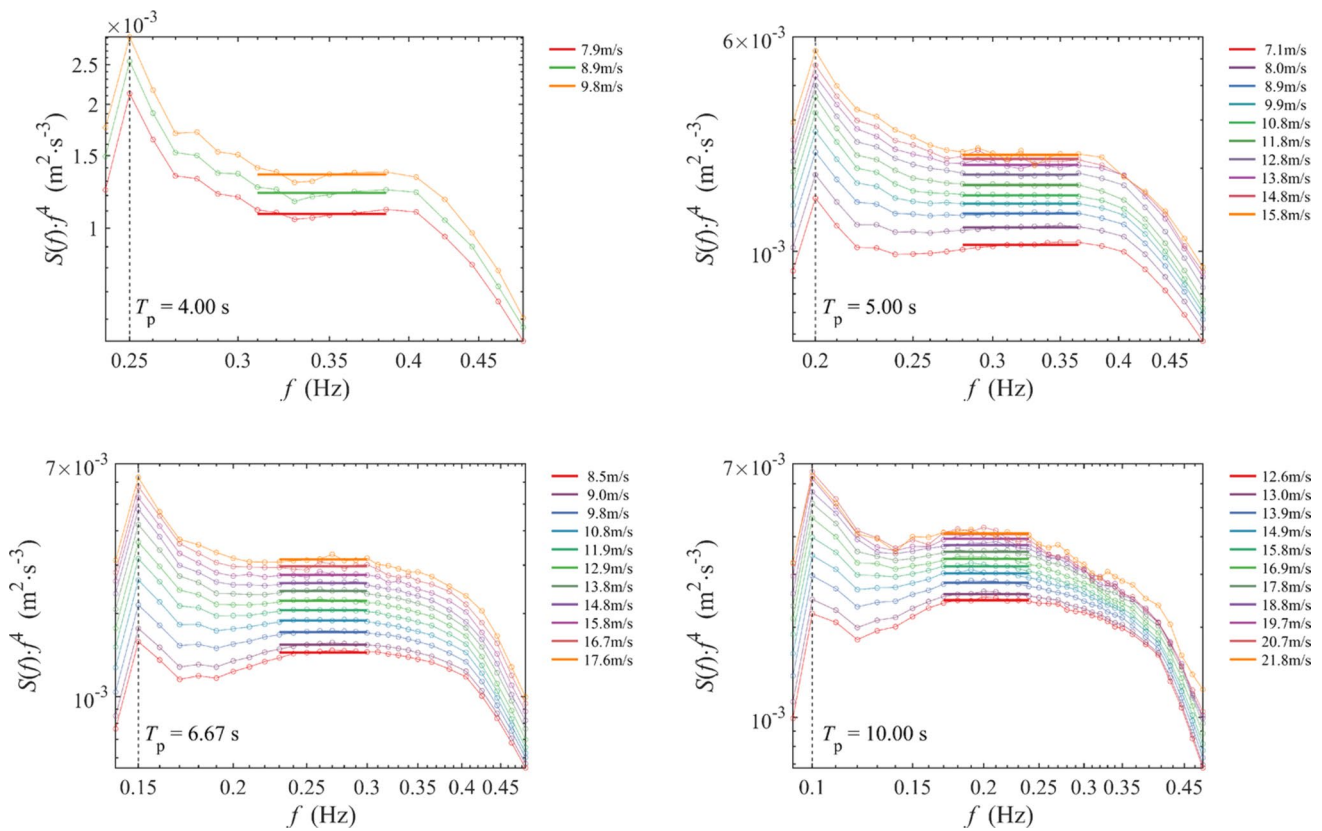 ×10⁻³
2.5
2
1.5
1
S(f)·f⁴ (m²·s⁻³)
Tₚ = 4.00 s
0.25
0.3
0.35
0.4
0.45
f (Hz)
7.9m/s
8.9m/s
9.8m/s
6×10⁻³
10⁻³
S(f)·f⁴ (m²·s⁻³)
Tₚ = 5.00 s
0.2
0.25
0.3
0.35
0.4
0.45
f (Hz)
7.1m/s
8.0m/s
8.9m/s
9.9m/s
10.8m/s
11.8m/s
12.8m/s
13.8m/s
14.8m/s
15.8m/s
7×10⁻³
10⁻³
S(f)·f⁴ (m²·s⁻³)
Tₚ = 6.67 s
0.15
0.2
0.25
0.3
0.35
0.4
0.45
f (Hz)
8.5m/s
9.0m/s
9.8m/s
10.8m/s
11.9m/s
12.9m/s
13.8m/s
14.8m/s
15.8m/s
16.7m/s
17.6m/s
7×10⁻³
10⁻³
S(f)·f⁴ (m²·s⁻³)
Tₚ = 10.00 s
0.1
0.15
0.2
0.25
0.3
0.35
0.45
f (Hz)
12.6m/s
13.0m/s
13.9m/s
14.9m/s
15.8m/s
16.9m/s
17.8m/s
18.8m/s
19.7m/s
20.7m/s
21.8m/s